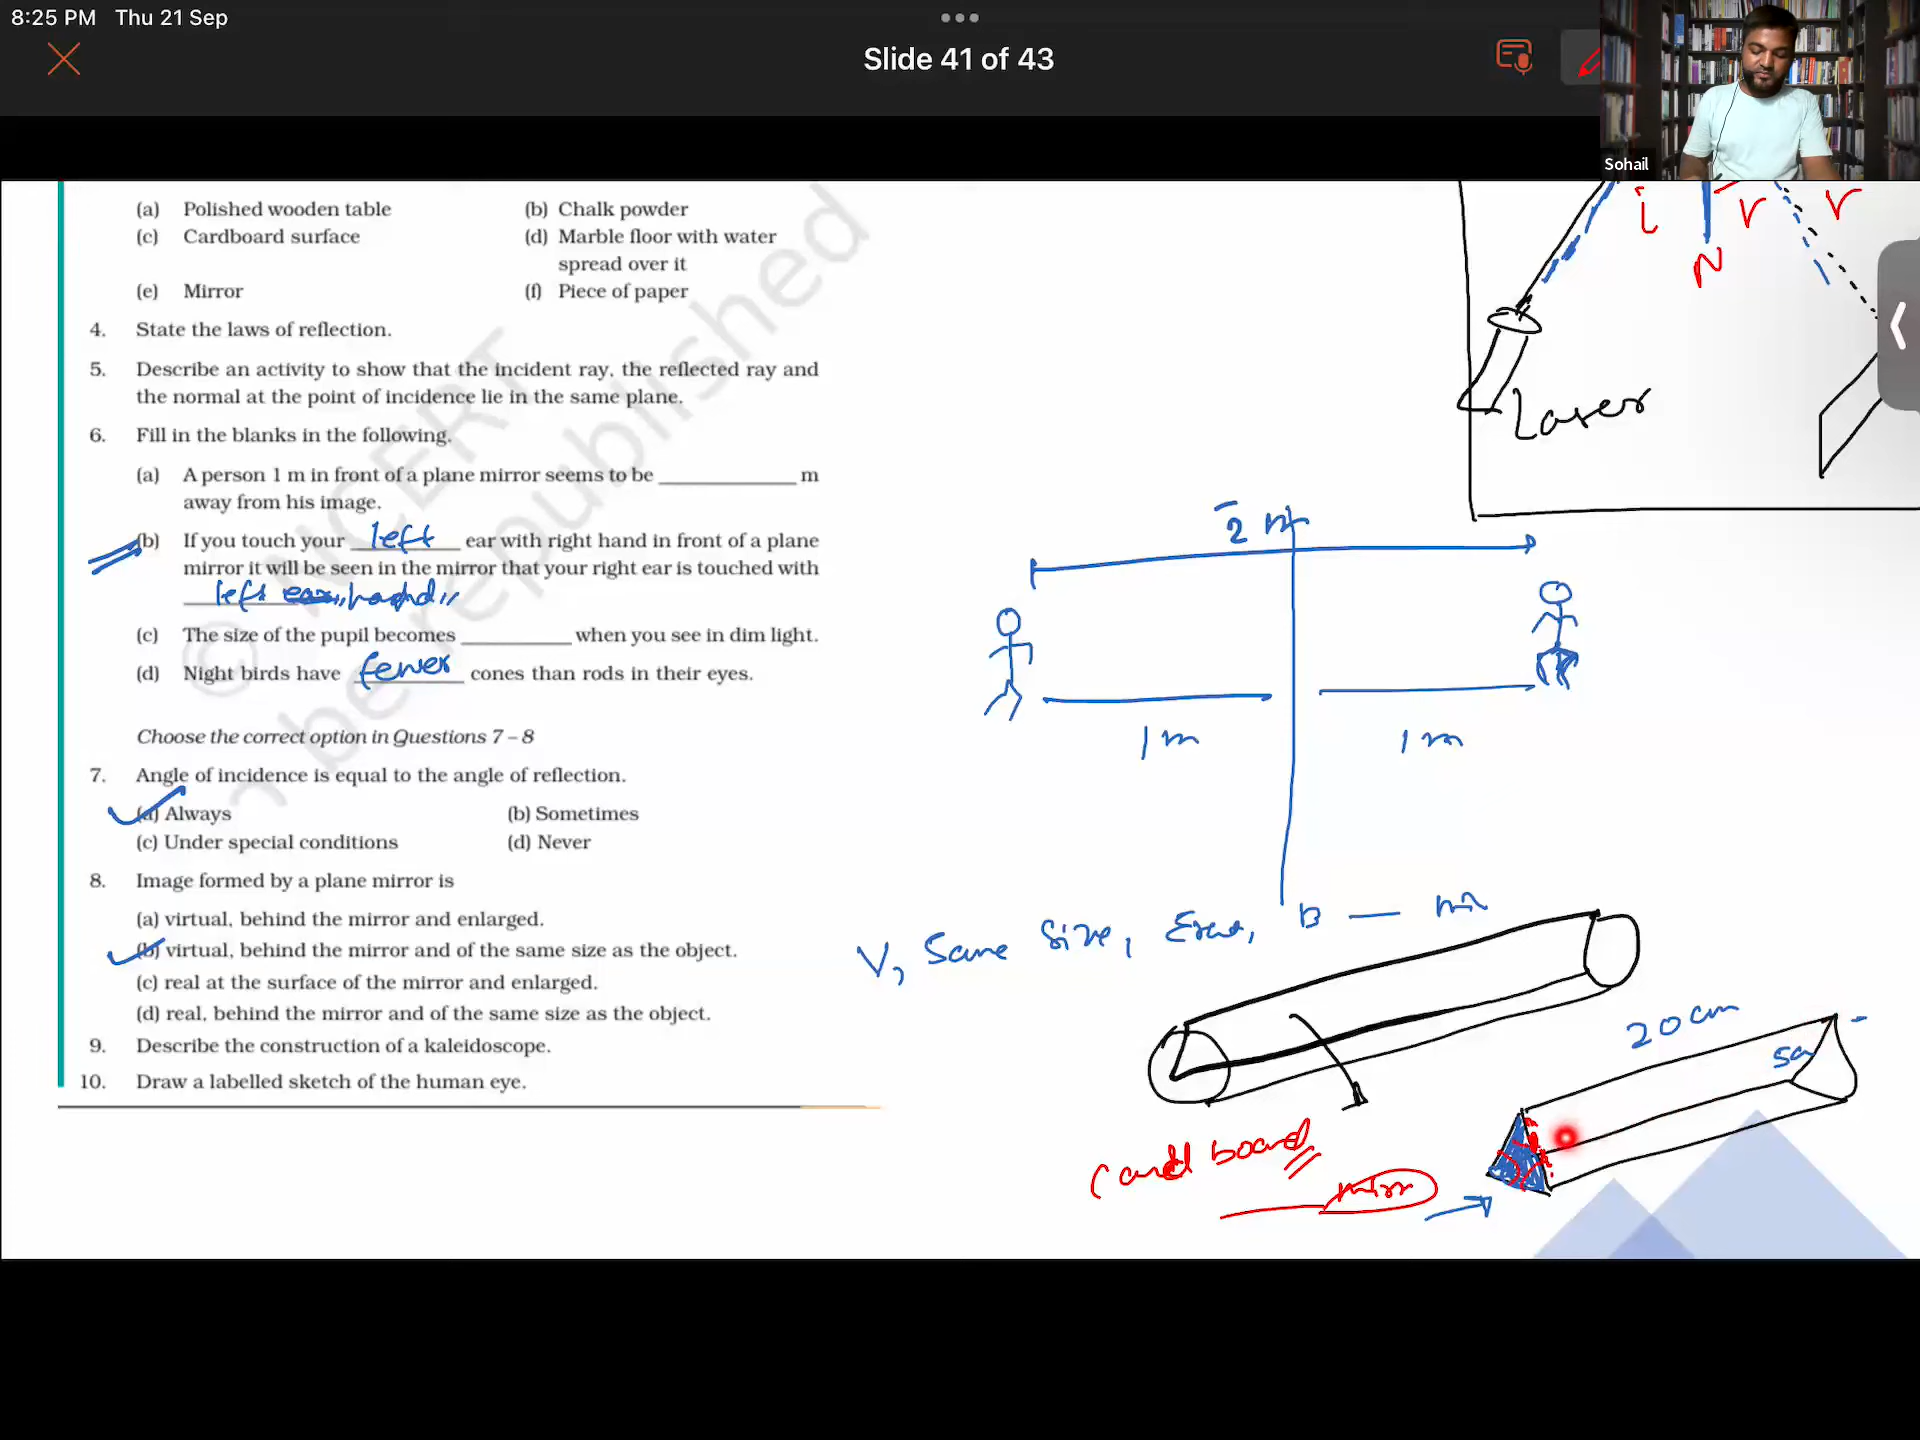 8:25 PM Thu 21 Sep
Slide 41 of 43
Sohail
(a) Polished wooden table (b) Chalk powder
(c) Cardboard surface (d) Marble floor with water
spread over it
(e) Mirror (f) Piece of paper
4. State the laws of reflection.
5. Describe an activity to show that the incident ray, the reflected ray and
the normal at the point of incidence lie in the same plane.
6. Fill in the blanks in the following.
(a) A person 1 m in front of a plane mirror seems to be ____________ m
away from his image.
(b) If you touch your left ear with right hand in front of a plane
mirror it will be seen in the mirror that your right ear is touched with
left hand
(c) The size of the pupil becomes __________ when you see in dim light.
(d) Night birds have fewer cones than rods in their eyes.
Choose the correct option in Questions 7 – 8
7. Angle of incidence is equal to the angle of reflection.
(a) Always (b) Sometimes
(c) Under special conditions (d) Never
8. Image formed by a plane mirror is
(a) virtual, behind the mirror and enlarged.
(b) virtual, behind the mirror and of the same size as the object.
(c) real at the surface of the mirror and enlarged.
(d) real, behind the mirror and of the same size as the object.
9. Describe the construction of a kaleidoscope.
10. Draw a labelled sketch of the human eye.
© NCERT
be republished
i r r
N
Laser
2 m
1 m 1 m
V, Same Size, B —
20 cm
Card board
mirr